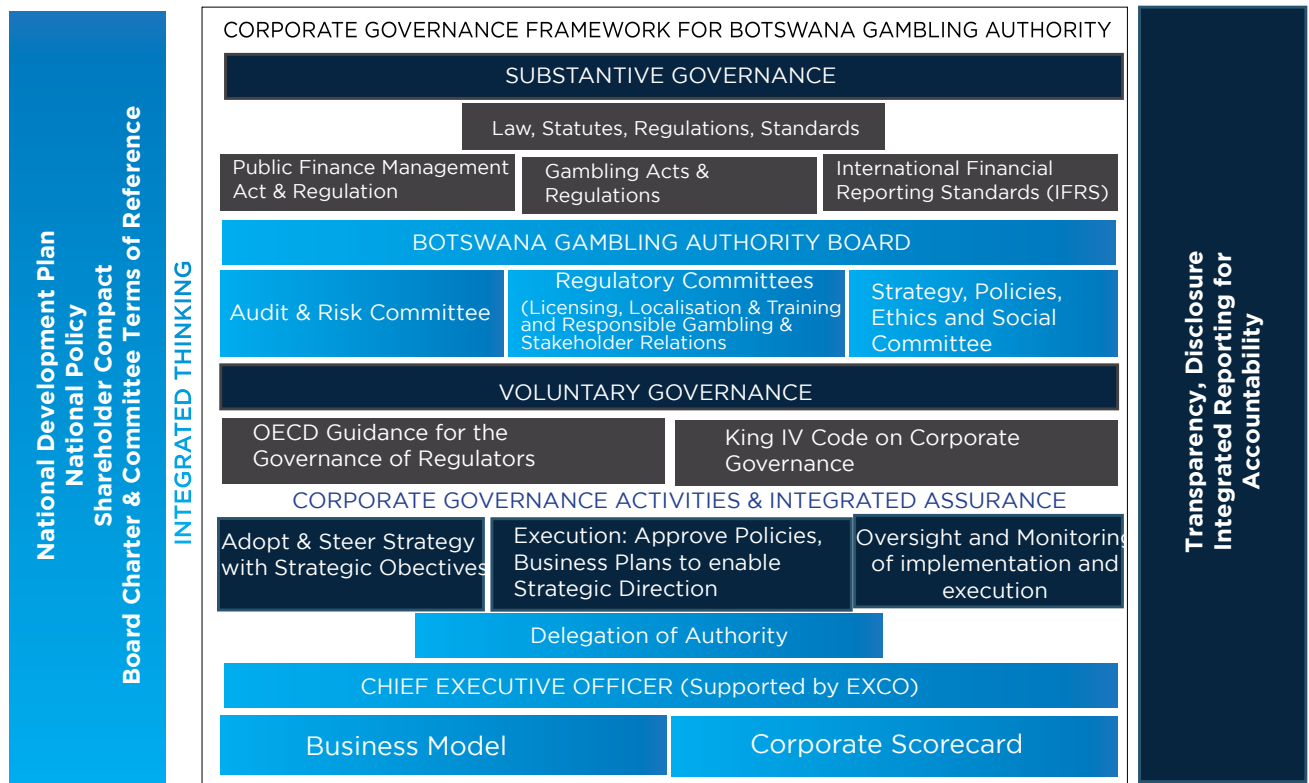 National Development Plan
National Policy
Shareholder Compact
Board Charter & Committee Terms of Reference
INTEGRATED THINKING
CORPORATE GOVERNANCE FRAMEWORK FOR BOTSWANA GAMBLING AUTHORITY
SUBSTANTIVE GOVERNANCE
Law, Statutes, Regulations, Standards
Public Finance Management
Act & Regulation
Gambling Acts &
Regulations
International Financial
Reporting Standards (IFRS)
BOTSWANA GAMBLING AUTHORITY BOARD
Audit & Risk Committee
Regulatory Committees
(Licensing, Localisation & Training
and Responsible Gambling &
Stakeholder Relations
Strategy, Policies,
Ethics and Social
Committee
VOLUNTARY GOVERNANCE
OECD Guidance for the
Governance of Regulators
King IV Code on Corporate
Governance
CORPORATE GOVERNANCE ACTIVITIES & INTEGRATED ASSURANCE
Adopt & Steer Strategy
with Strategic Obectives
Execution: Approve Policies,
Business Plans to enable
Strategic Direction
Oversight and Monitoring
of implementation and
execution
Delegation of Authority
CHIEF EXECUTIVE OFFICER (Supported by EXCO)
Business Model
Corporate Scorecard
Transparency, Disclosure
Integrated Reporting for
Accountability